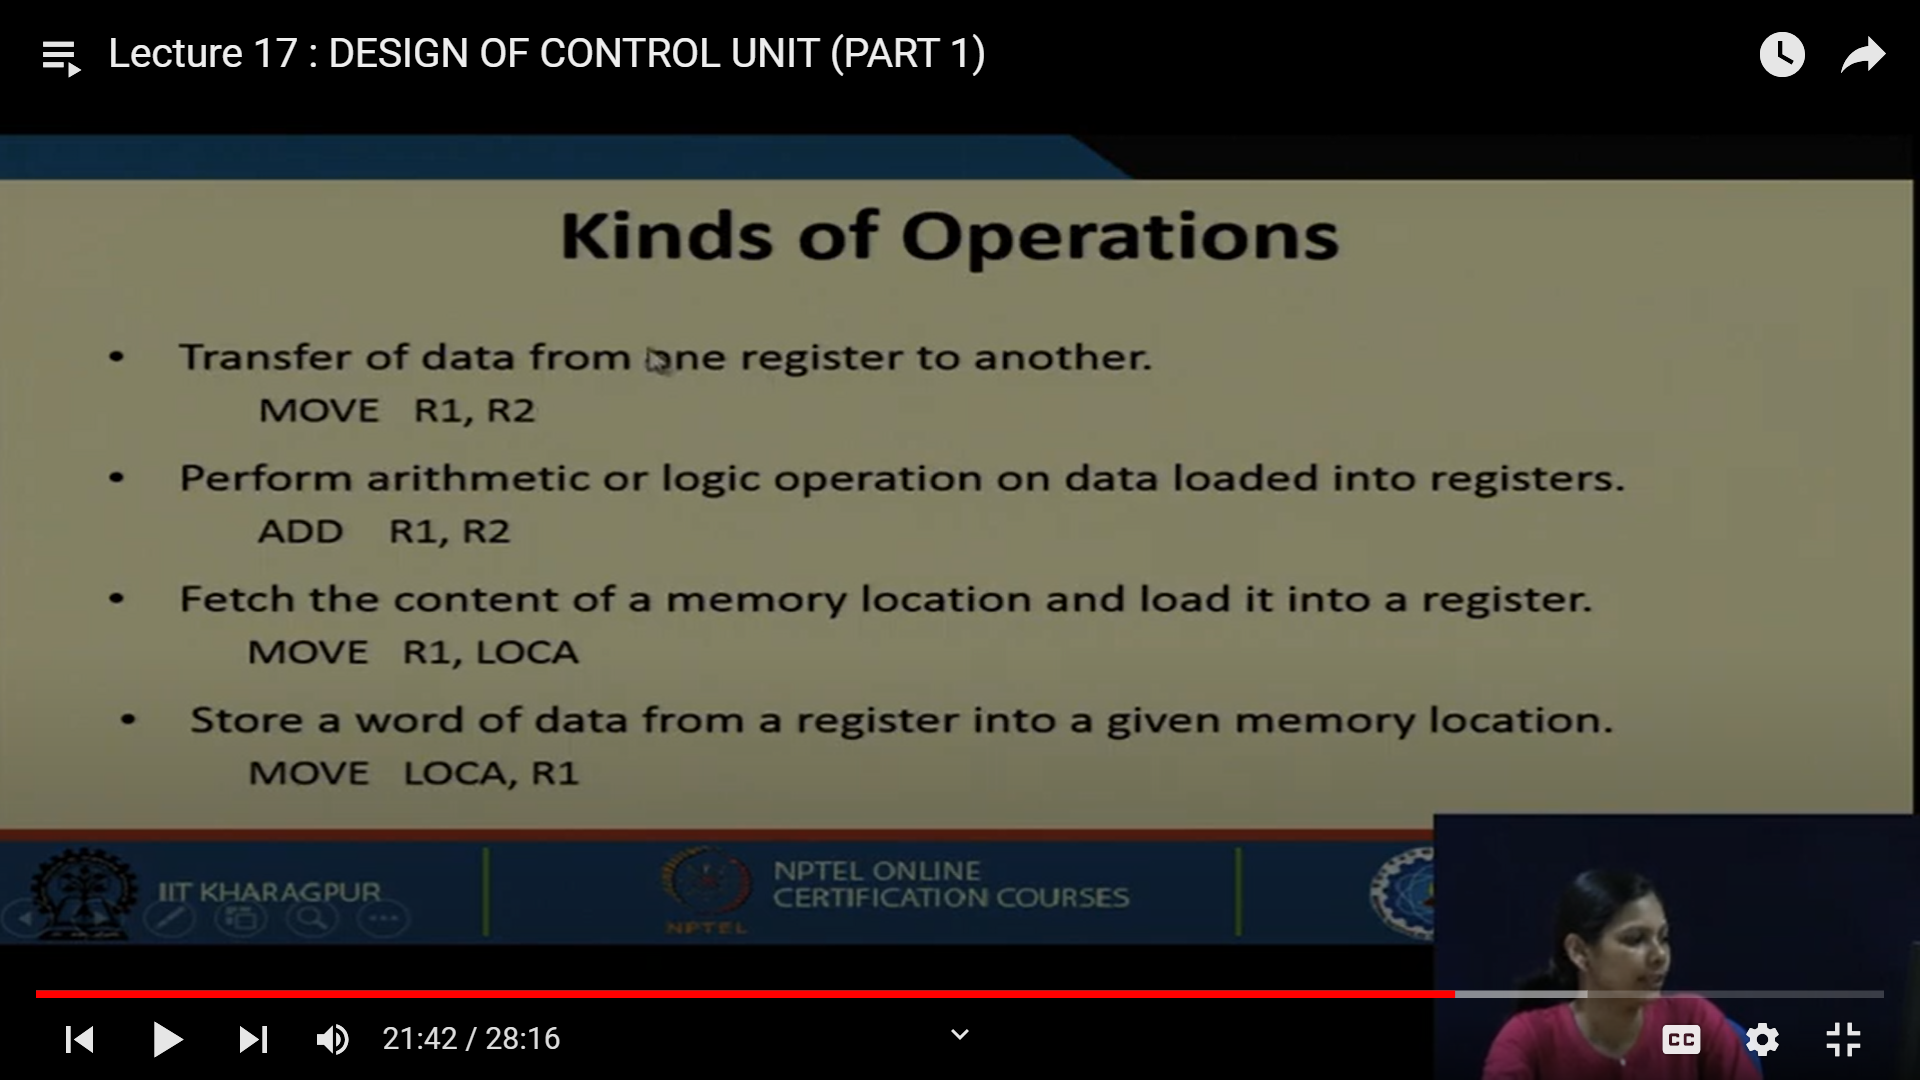 Lecture 17 : DESIGN OF CONTROL UNIT (PART 1)
Kinds of Operations
• Transfer of data from one register to another.
MOVE R1, R2
• Perform arithmetic or logic operation on data loaded into registers.
ADD R1, R2
• Fetch the content of a memory location and load it into a register.
MOVE R1, LOCA
• Store a word of data from a register into a given memory location.
MOVE LOCA, R1
IIT KHARAGPUR
NPTEL
NPTEL ONLINE
CERTIFICATION COURSES
21:42 / 28:16
CC